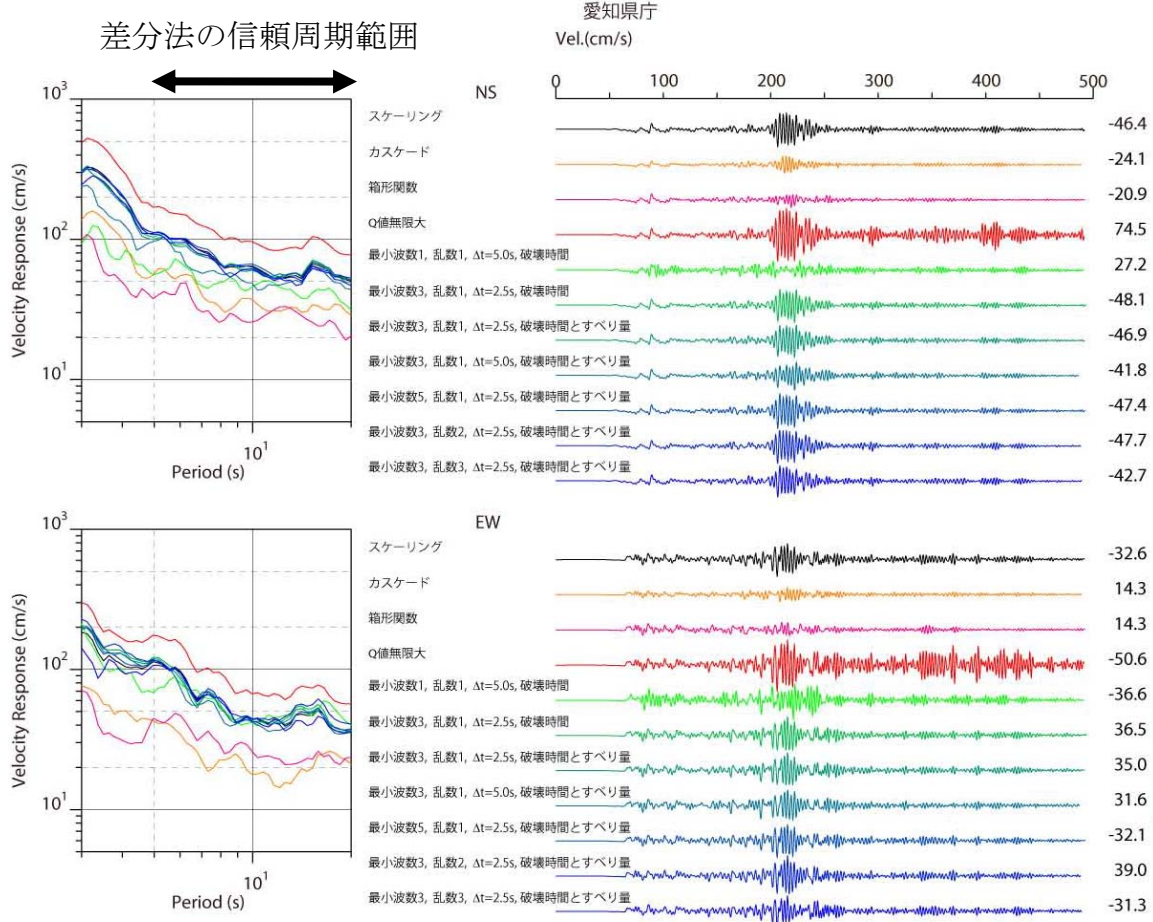 愛知県庁
差分法の信頼周期範囲
Vel.(cm/s)
0 100 200 300 400 500
NS
10³
10²
10¹
Velocity Response (cm/s)
10¹
Period (s)
スケーリング -46.4
カスケード -24.1
箱形関数 -20.9
Q値無限大 74.5
最小波数1, 乱数1, Δt=5.0s, 破壊時間 27.2
最小波数3, 乱数1, Δt=2.5s, 破壊時間 -48.1
最小波数3, 乱数1, Δt=2.5s, 破壊時間とすべり量 -46.9
最小波数3, 乱数1, Δt=5.0s, 破壊時間とすべり量 -41.8
最小波数5, 乱数1, Δt=2.5s, 破壊時間とすべり量 -47.4
最小波数3, 乱数2, Δt=2.5s, 破壊時間とすべり量 -47.7
最小波数3, 乱数3, Δt=2.5s, 破壊時間とすべり量 -42.7
EW
10³
10²
10¹
Velocity Response (cm/s)
10¹
Period (s)
スケーリング -32.6
カスケード 14.3
箱形関数 14.3
Q値無限大 -50.6
最小波数1, 乱数1, Δt=5.0s, 破壊時間 -36.6
最小波数3, 乱数1, Δt=2.5s, 破壊時間 36.5
最小波数3, 乱数1, Δt=2.5s, 破壊時間とすべり量 35.0
最小波数3, 乱数1, Δt=5.0s, 破壊時間とすべり量 31.6
最小波数5, 乱数1, Δt=2.5s, 破壊時間とすべり量 -32.1
最小波数3, 乱数2, Δt=2.5s, 破壊時間とすべり量 39.0
最小波数3, 乱数3, Δt=2.5s, 破壊時間とすべり量 -31.3